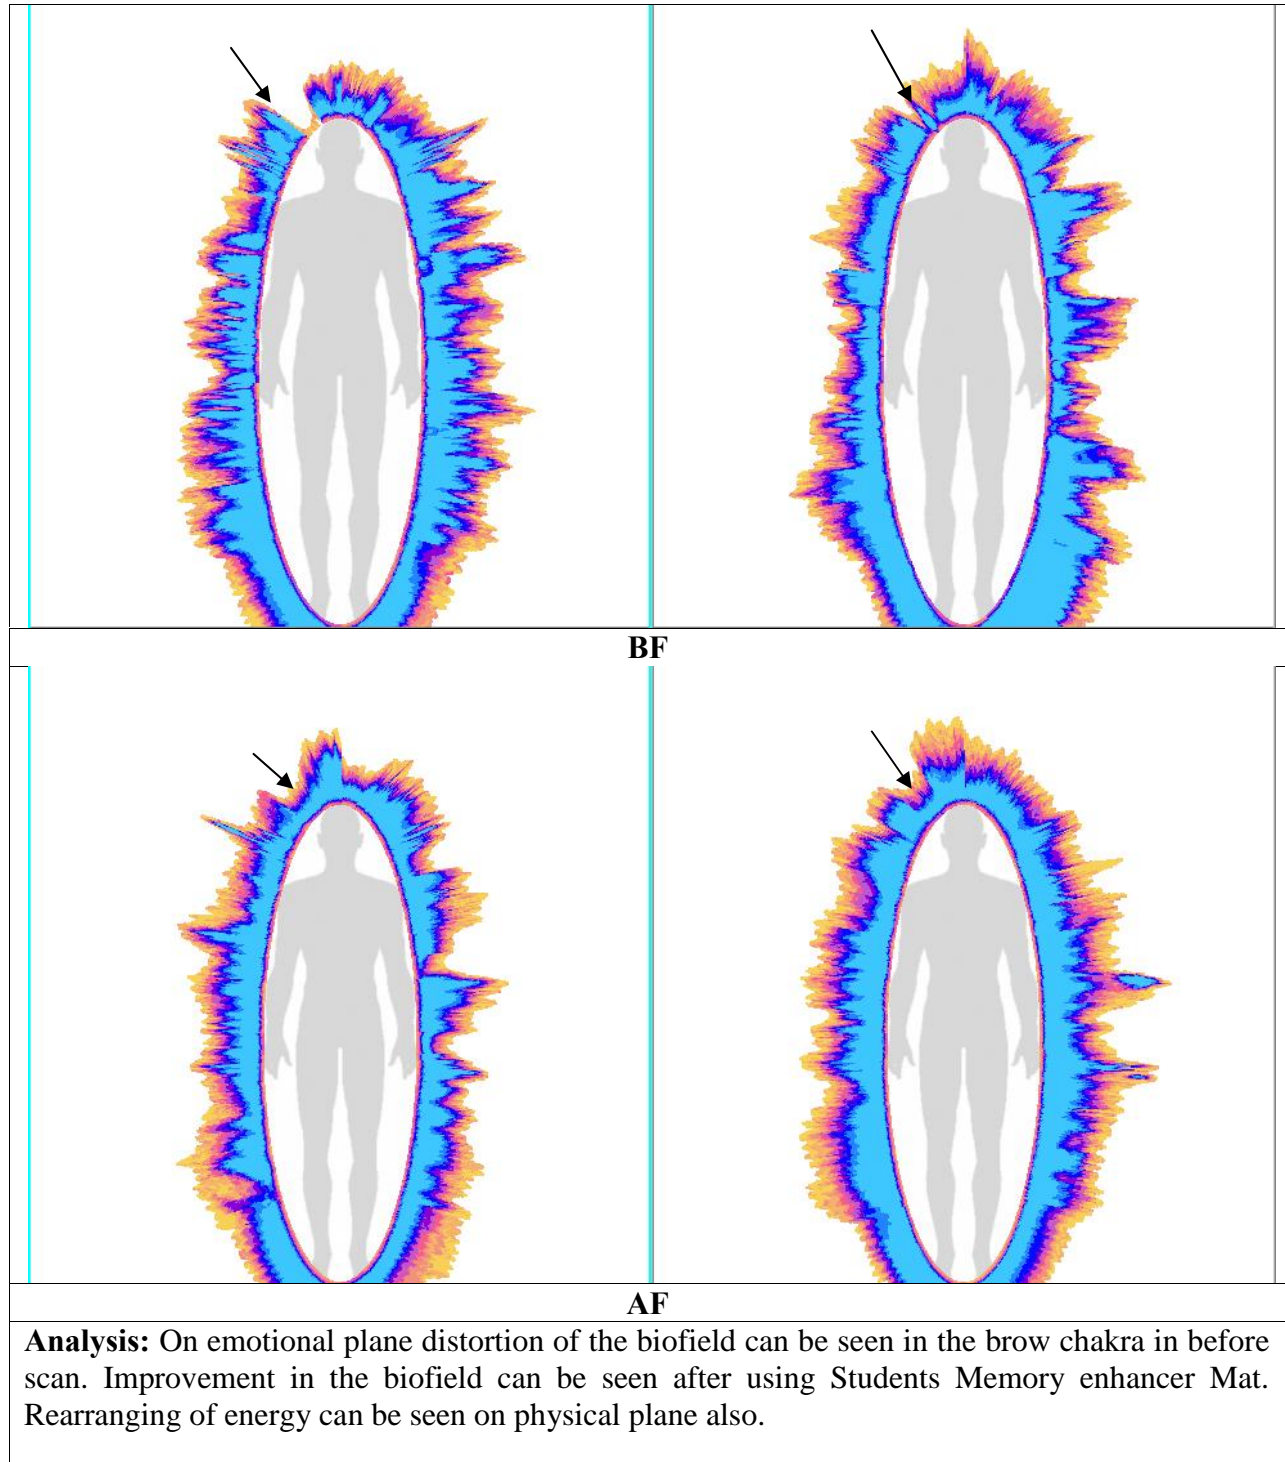 BF
AF
Analysis: On emotional plane distortion of the biofield can be seen in the brow chakra in before
scan. Improvement in the biofield can be seen after using Students Memory enhancer Mat.
Rearranging of energy can be seen on physical plane also.